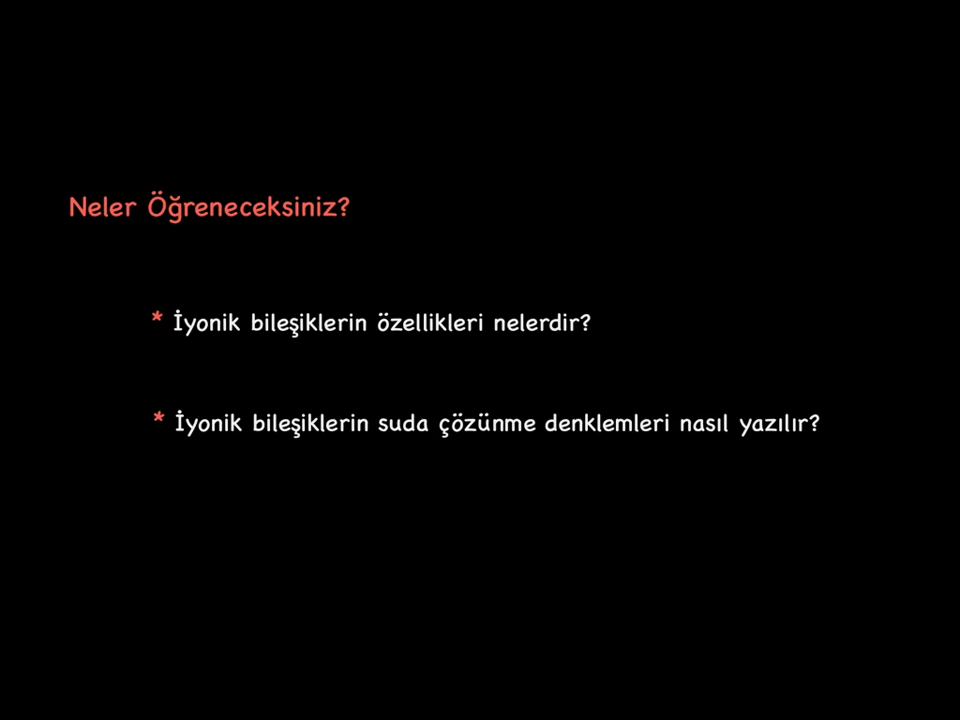 Neler Öğreneceksiniz?
* İyonik bileşiklerin özellikleri nelerdir?
* İyonik bileşiklerin suda çözünme denklemleri nasıl yazılır?